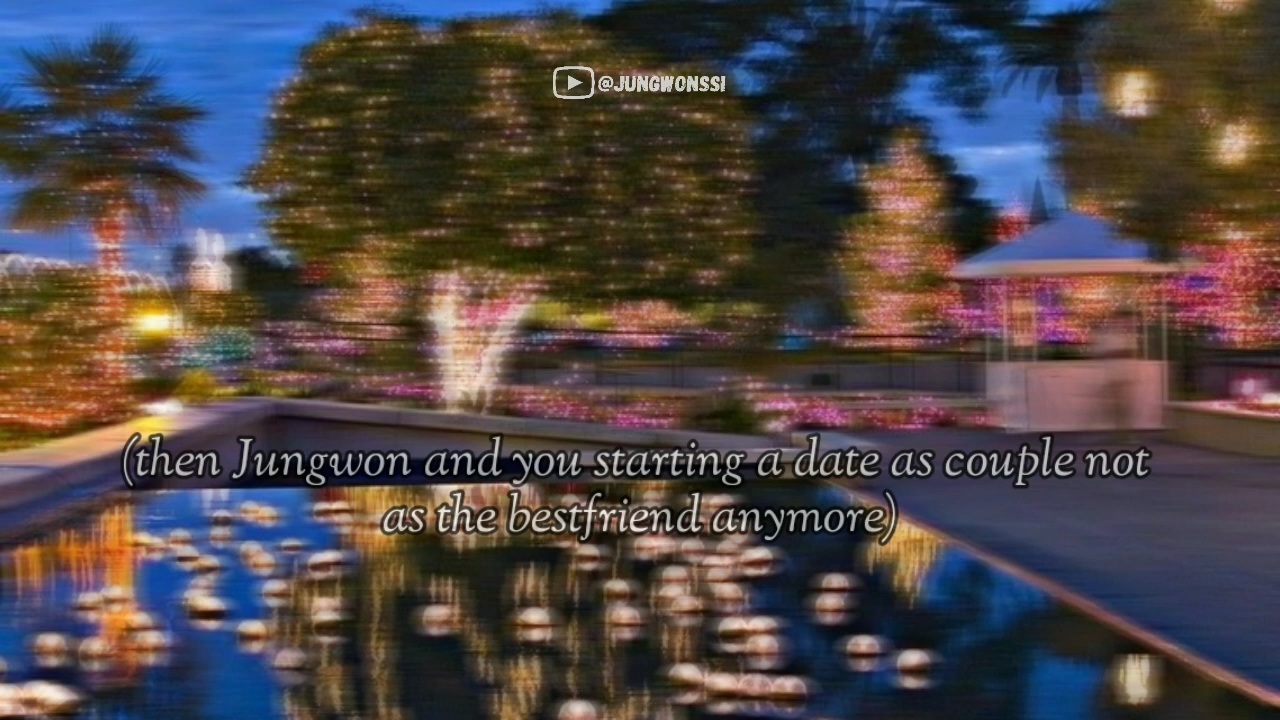 @JUNGWONSSI
(then Jungwon and you starting a date as couple not
as the bestfriend anymore)